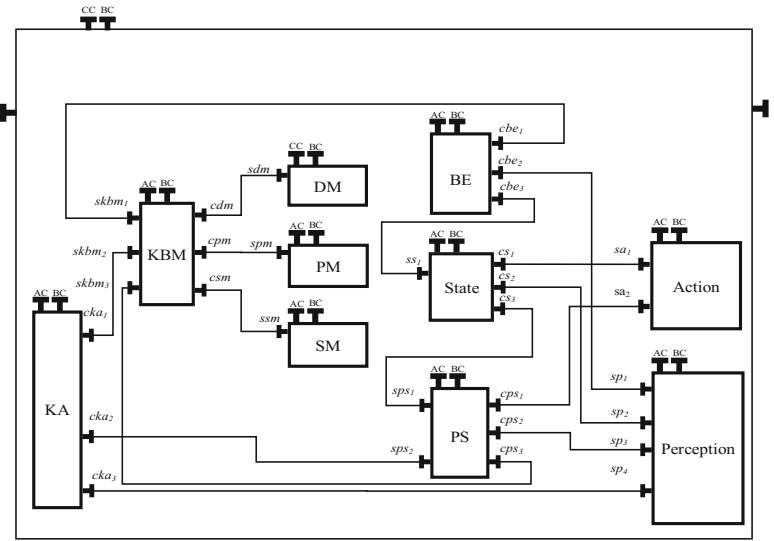 CC BC
AC BC
cbe1
CC BC
cbe2
BE
sdm
DM
cbe3
AC BC
skbm1
cdm
AC BC
AC BC
AC BC
KBM
cpm
spm
PM
skbm2
ss1
State
cs1
cs2
cs3
sa1
Action
sa2
skbm3
csm
AC BC
AC BC
cka1
ssm
SM
AC BC
AC BC
KA
sps1
PS
cps1
cps2
cps3
sp1
sp2
sp3
sp4
Perception
cka2
sps2
cka3